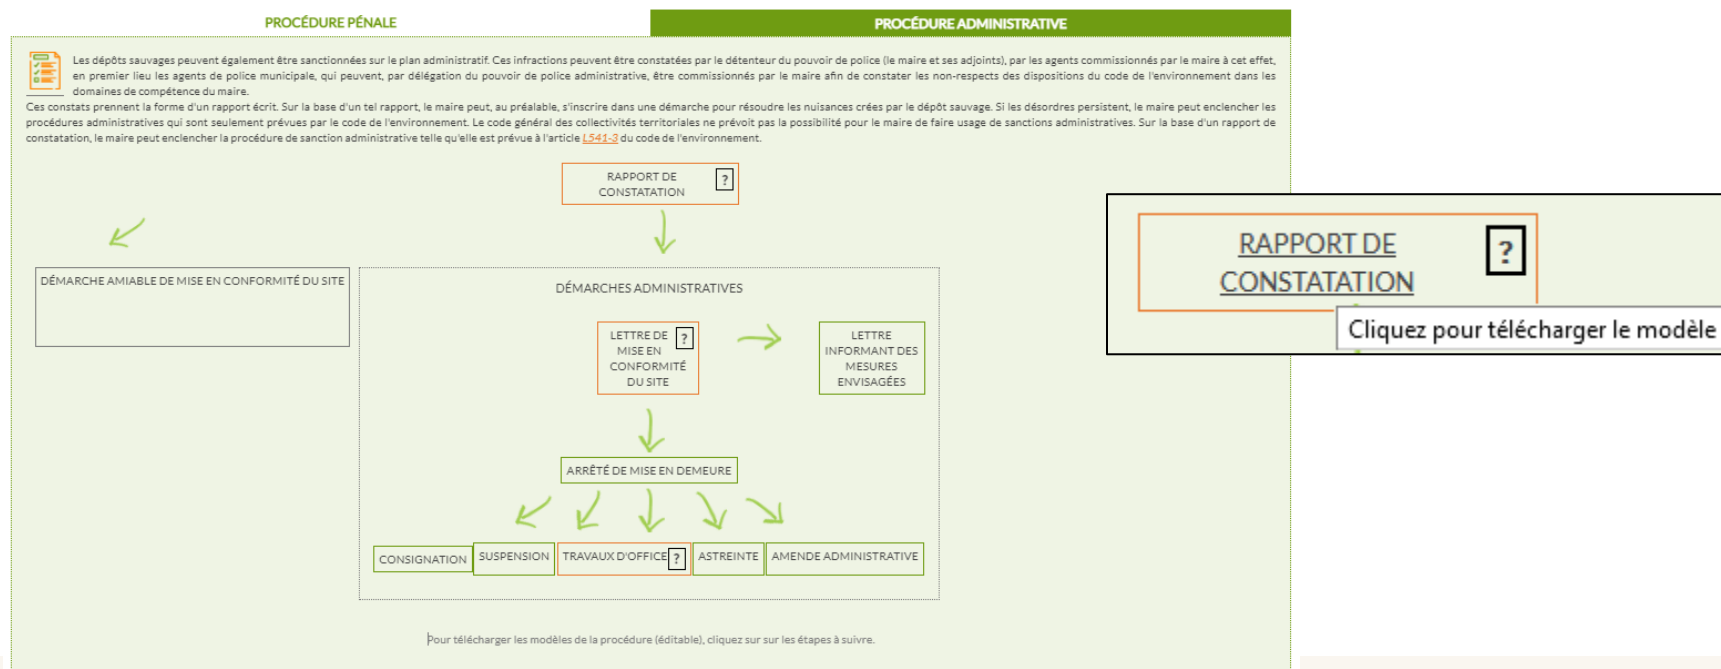 PROCÉDURE PÉNALE
PROCÉDURE ADMINISTRATIVE
Les dépôts sauvages peuvent également être sanctionnées sur le plan administratif. Ces infractions peuvent être constatées par le détenteur du pouvoir de police (le maire et ses adjoints), par les agents commissionnés par le maire à cet effet,
en premier lieu les agents de police municipale, qui peuvent, par délégation du pouvoir de police administrative, être commissionnés par le maire afin de constater les non-respects des dispositions du code de l'environnement dans les
domaines de compétence du maire.
Ces constats prennent la forme d'un rapport écrit. Sur la base d'un tel rapport, le maire peut, au préalable, s'inscrire dans une démarche pour résoudre les nuisances crées par le dépôt sauvage. Si les désordres persistent, le maire peut enclencher les
procédures administratives qui sont seulement prévues par le code de l'environnement. Le code général des collectivités territoriales ne prévoit pas la possibilité pour le maire de faire usage de sanctions administratives. Sur la base d'un rapport de
constatation, le maire peut enclencher la procédure de sanction administrative telle qu'elle est prévue à l'article L541-3 du code de l'environnement.
RAPPORT DE
CONSTATATION
?
RAPPORT DE
CONSTATATION
?
Cliquez pour télécharger le modèle
DÉMARCHE AMIABLE DE MISE EN CONFORMITÉ DU SITE
DÉMARCHES ADMINISTRATIVES
LETTRE DE
MISE EN
CONFORMITÉ
DU SITE
?
LETTRE
INFORMANT DES
MESURES
ENVISAGÉES
ARRÊTÉ DE MISE EN DEMEURE
CONSIGNATION
SUSPENSION
TRAVAUX D'OFFICE
?
ASTREINTE
AMENDE ADMINISTRATIVE
Pour télécharger les modèles de la procédure (éditable), cliquez sur sur les étapes à suivre.